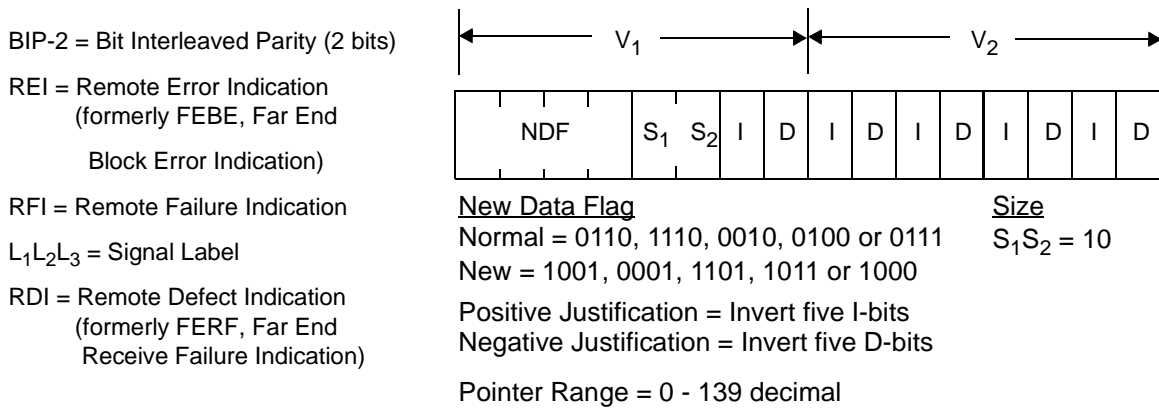 BIP-2 = Bit Interleaved Parity (2 bits)
REI = Remote Error Indication
(formerly FEBE, Far End
Block Error Indication)
RFI = Remote Failure Indication
L₁L₂L₃ = Signal Label
RDI = Remote Defect Indication
(formerly FERF, Far End
Receive Failure Indication)
V₁ V₂
NDF S₁ S₂ I D I D I D I D I D
New Data Flag
Normal = 0110, 1110, 0010, 0100 or 0111
New = 1001, 0001, 1101, 1011 or 1000
Size
S₁S₂ = 10
Positive Justification = Invert five I-bits
Negative Justification = Invert five D-bits
Pointer Range = 0 - 139 decimal